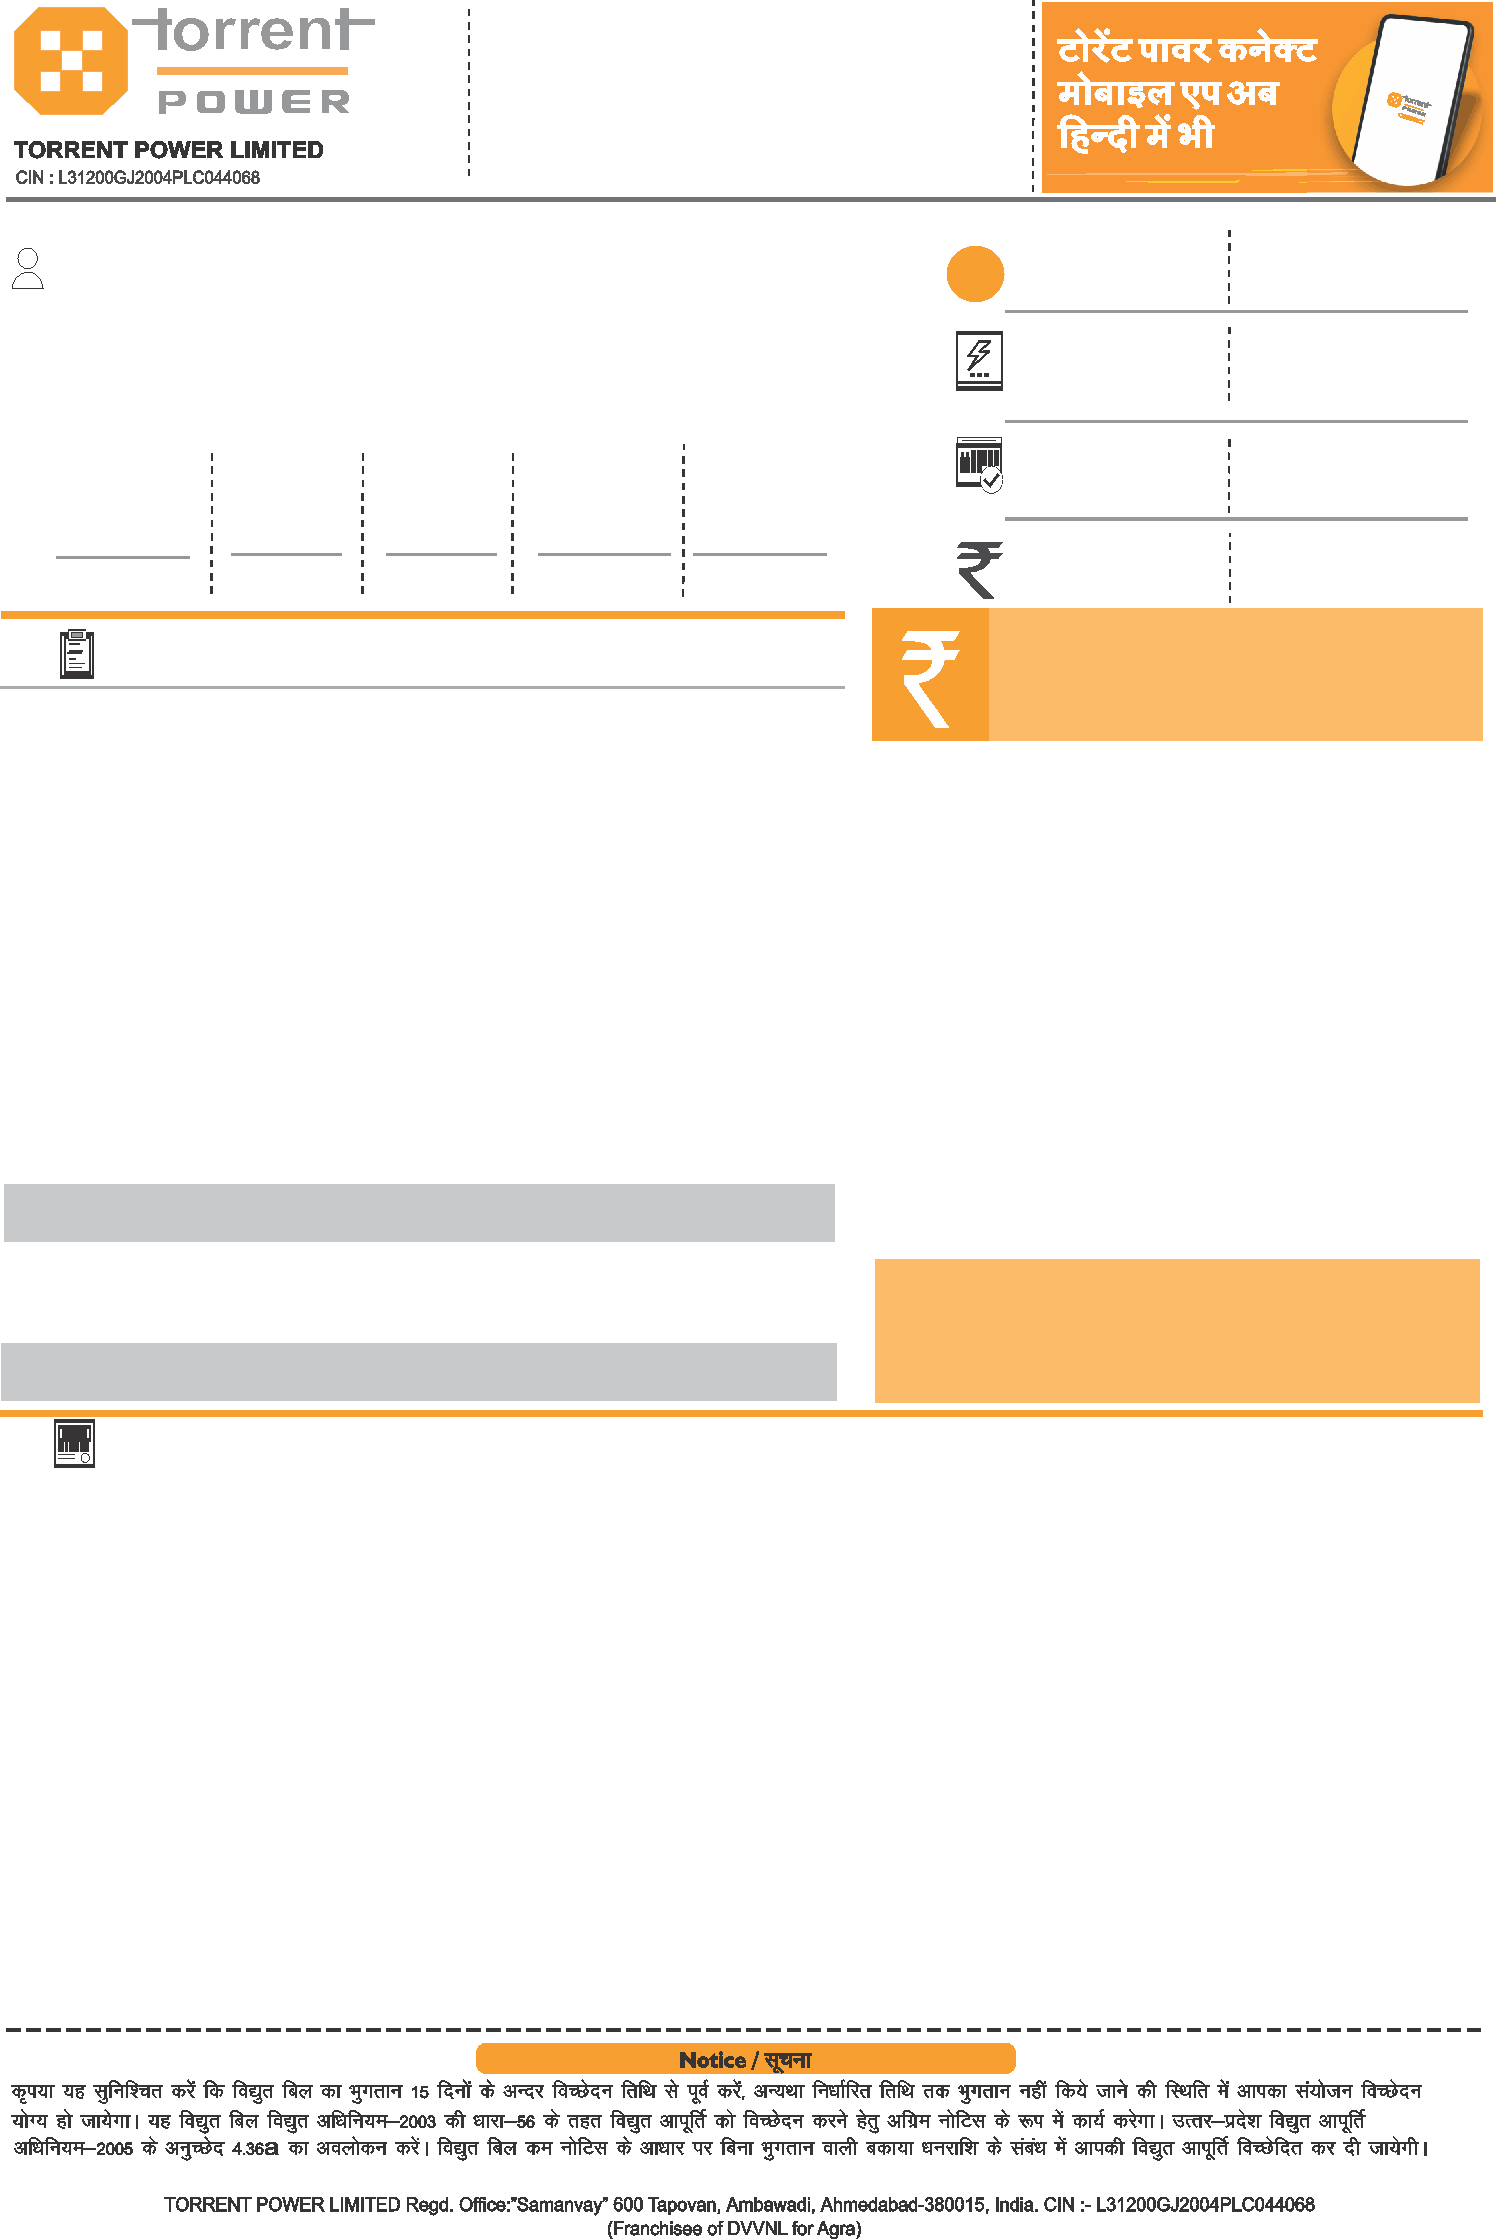 torrent
POWER
TORRENT POWER LIMITED
CIN : L31200GJ2004PLC044068
टोरेंट पावर कनेक्ट
मोबाइल एप अब
हिन्दी में भी
torrent
POWER
Notice / सूचना
कृपया यह सुनिश्चित करें कि विद्युत बिल का भुगतान 15 दिनों के अन्दर विच्छेदन तिथि से पूर्व करें, अन्यथा निर्धारित तिथि तक भुगतान नहीं किये जाने की स्थिति में आपका संयोजन विच्छेदन
योग्य हो जायेगा। यह विद्युत बिल विद्युत अधिनियम–2003 की धारा–56 के तहत विद्युत आपूर्ति को विच्छेदन करने हेतु अग्रिम नोटिस के रूप में कार्य करेगा। उत्तर–प्रदेश विद्युत आपूर्ति
अधिनियम–2005 के अनुच्छेद 4.36a का अवलोकन करें। विद्युत बिल कम नोटिस के आधार पर बिना भुगतान वाली बकाया धनराशि के संबंध में आपकी विद्युत आपूर्ति विच्छेदित कर दी जायेगी।
TORRENT POWER LIMITED Regd. Office:"Samanvay" 600 Tapovan, Ambawadi, Ahmedabad-380015, India. CIN :- L31200GJ2004PLC044068
(Franchisee of DVVNL for Agra)